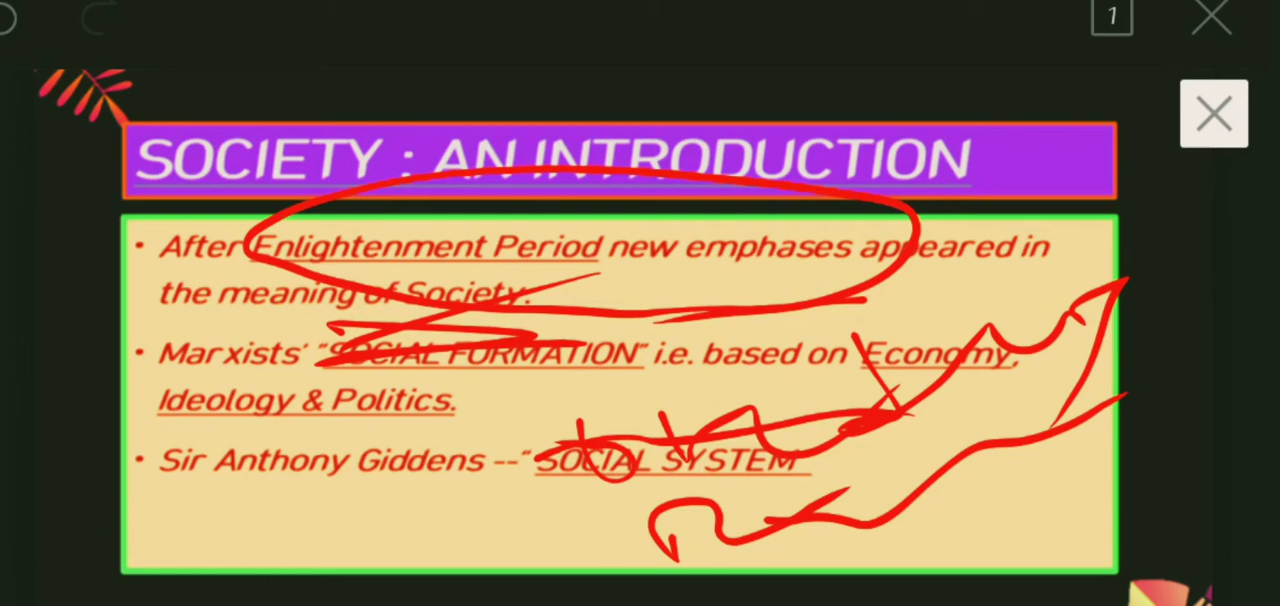 1
SOCIETY : AN INTRODUCTION
• After Enlightenment Period new emphases appeared in
the meaning of Society.
• Marxists' "SOCIAL FORMATION" i.e. based on Economy,
Ideology & Politics.
• Sir Anthony Giddens --" SOCIAL SYSTEM"